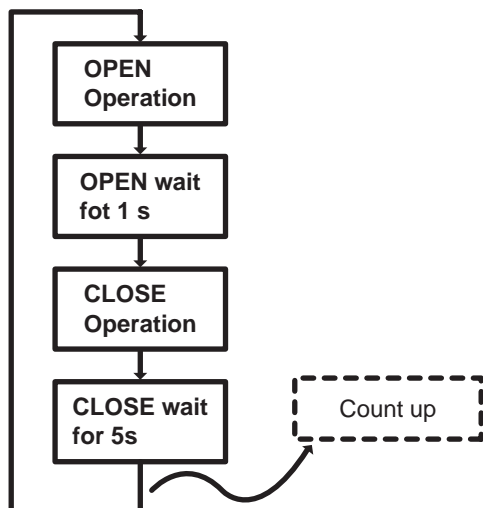 OPEN
Operation
OPEN wait
fot 1 s
CLOSE
Operation
CLOSE wait
for 5s
Count up